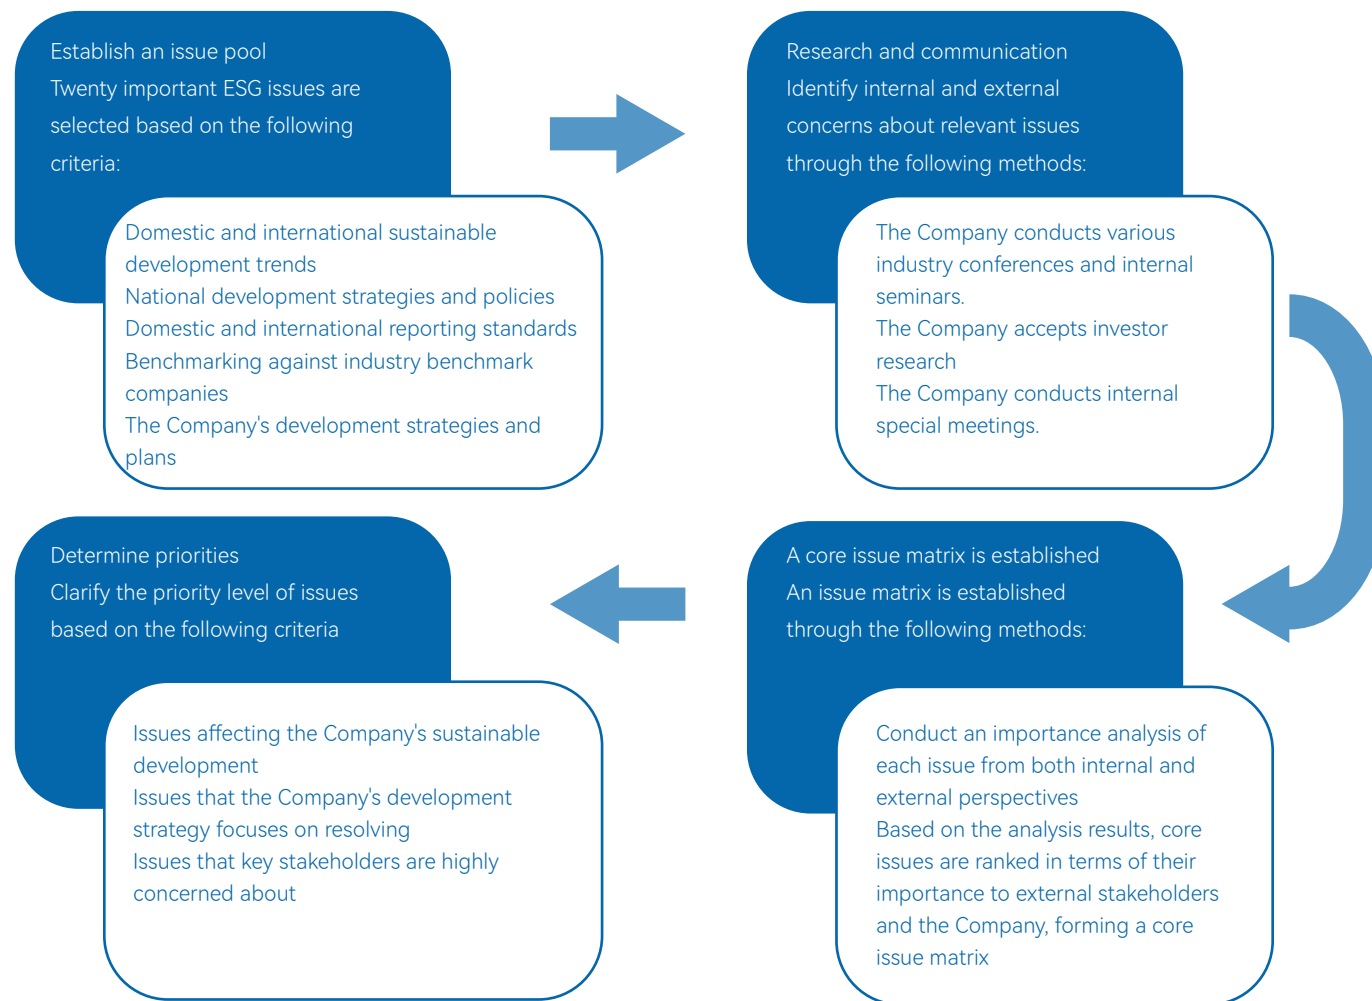 Establish an issue pool
Twenty important ESG issues are
selected based on the following
criteria:
Domestic and international sustainable
development trends
National development strategies and policies
Domestic and international reporting standards
Benchmarking against industry benchmark
companies
The Company's development strategies and
plans
Research and communication
Identify internal and external
concerns about relevant issues
through the following methods:
The Company conducts various
industry conferences and internal
seminars.
The Company accepts investor
research
The Company conducts internal
special meetings.
A core issue matrix is established
An issue matrix is established
through the following methods:
Conduct an importance analysis of
each issue from both internal and
external perspectives
Based on the analysis results, core
issues are ranked in terms of their
importance to external stakeholders
and the Company, forming a core
issue matrix
Determine priorities
Clarify the priority level of issues
based on the following criteria
Issues affecting the Company's sustainable
development
Issues that the Company's development
strategy focuses on resolving
Issues that key stakeholders are highly
concerned about